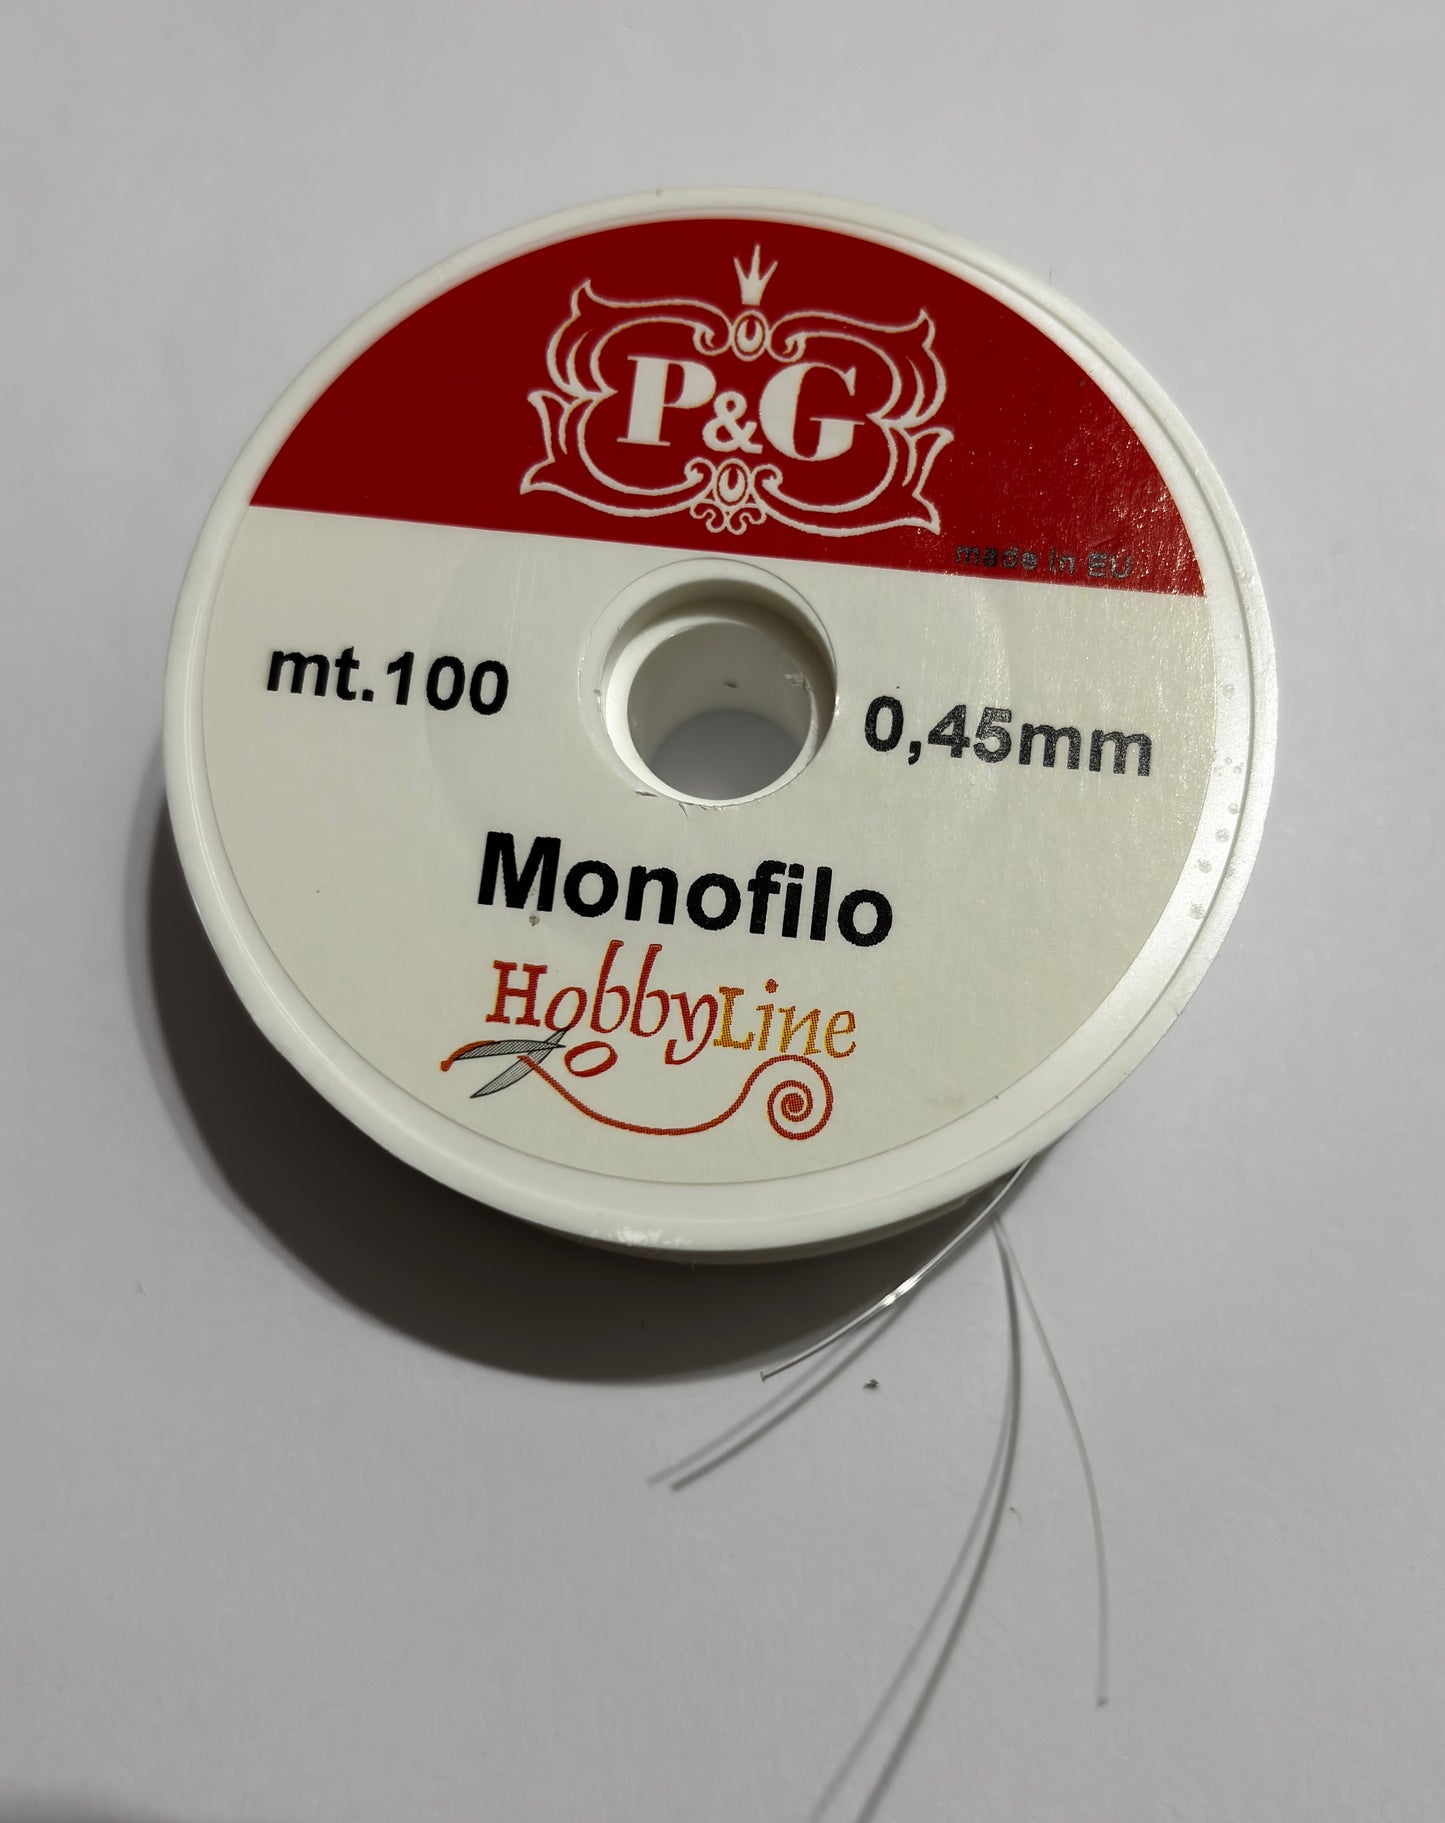 P&G
made in EU
mt.100
0,45mm
Monofilo
HobbyLine